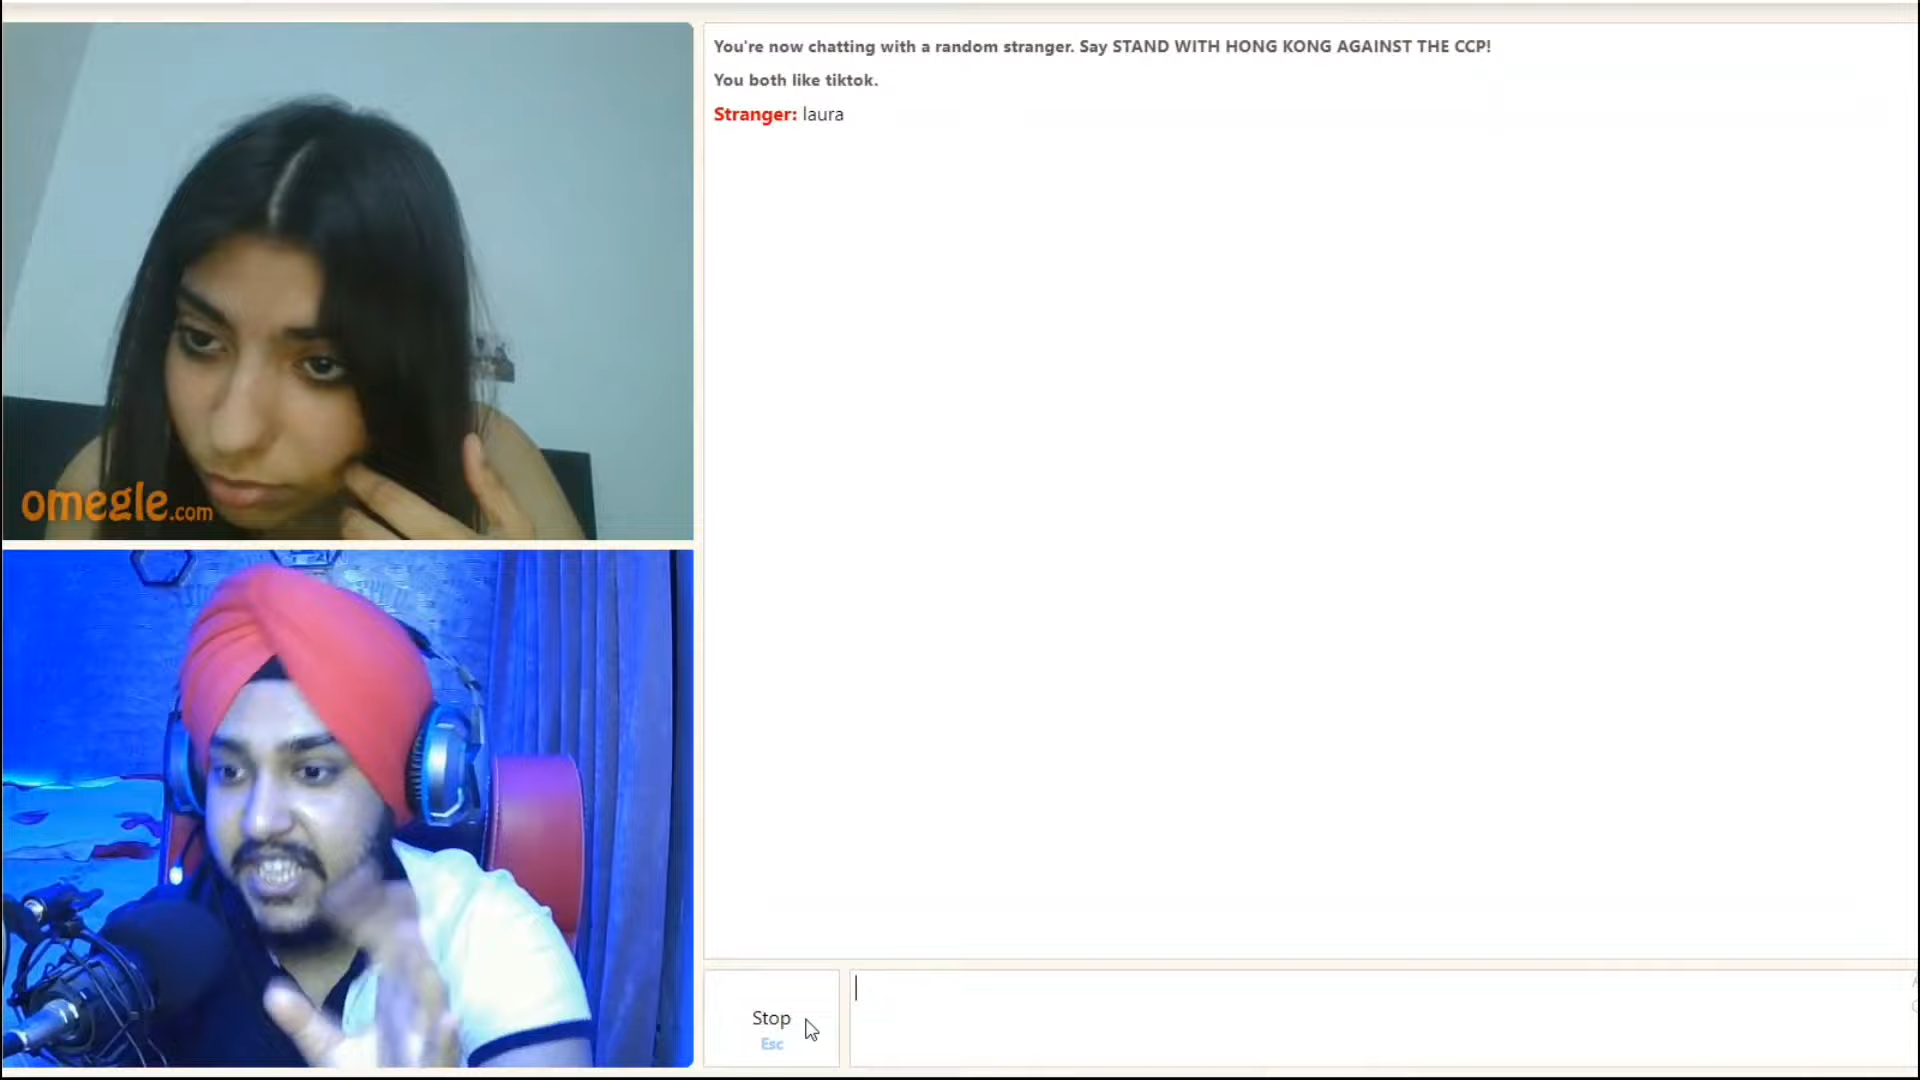 You're now chatting with a random stranger. Say STAND WITH HONG KONG AGAINST THE CCP!
You both like tiktok.
Stranger: laura
omegle.com
Stop
Esc